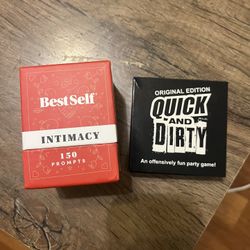 BestSelf
INTIMACY
150
PROMPTS
ORIGINAL EDITION
QUICK
AND
DIRTY
An offensively fun party game!